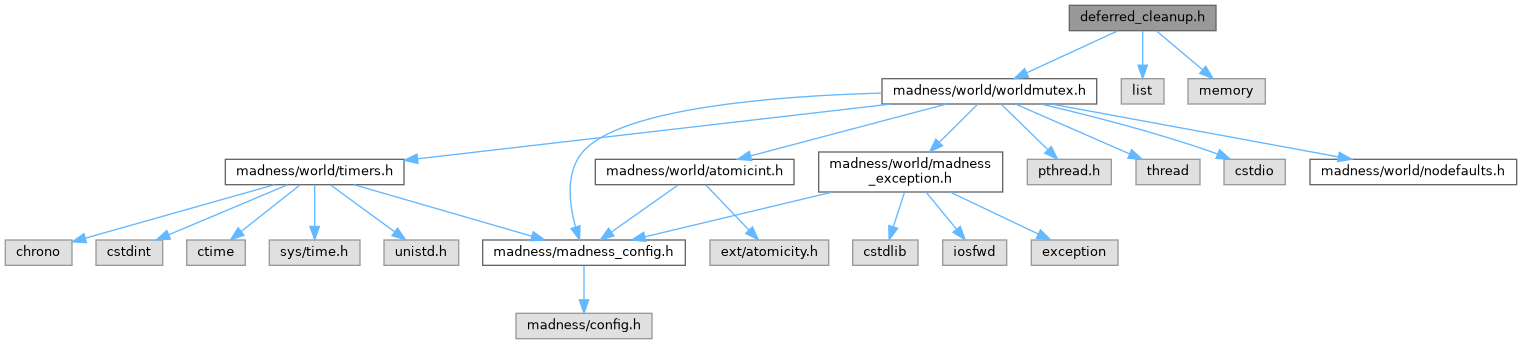 deferred_cleanup.h
madness/world/worldmutex.h
list
memory
madness/world/timers.h
madness/world/atomicint.h
madness/world/madness
_exception.h
pthread.h
thread
cstdio
madness/world/nodefaults.h
chrono
cstdint
ctime
sys/time.h
unistd.h
madness/madness_config.h
ext/atomicity.h
cstdlib
iosfwd
exception
madness/config.h